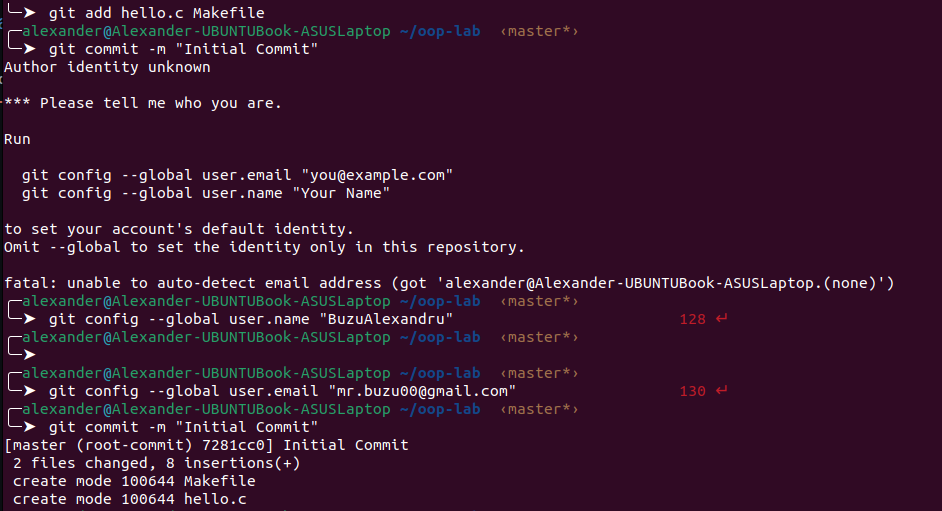 ╰─➤ git add hello.c Makefile
╭─alexander@Alexander-UBUNTUBook-ASUSLaptop ~/oop-lab ‹master*›
╰─➤ git commit -m "Initial Commit"
Author identity unknown

*** Please tell me who you are.

Run

  git config --global user.email "you@example.com"
  git config --global user.name "Your Name"

to set your account's default identity.
Omit --global to set the identity only in this repository.

fatal: unable to auto-detect email address (got 'alexander@Alexander-UBUNTUBook-ASUSLaptop.(none)')
╭─alexander@Alexander-UBUNTUBook-ASUSLaptop ~/oop-lab ‹master*›
╰─➤ git config --global user.name "BuzuAlexandru" 128 ↵
╭─alexander@Alexander-UBUNTUBook-ASUSLaptop ~/oop-lab ‹master*›
╰─➤
╭─alexander@Alexander-UBUNTUBook-ASUSLaptop ~/oop-lab ‹master*›
╰─➤ git config --global user.email "mr.buzu00@gmail.com" 130 ↵
╭─alexander@Alexander-UBUNTUBook-ASUSLaptop ~/oop-lab ‹master*›
╰─➤ git commit -m "Initial Commit"
[master (root-commit) 7281cc0] Initial Commit
 2 files changed, 8 insertions(+)
 create mode 100644 Makefile
 create mode 100644 hello.c